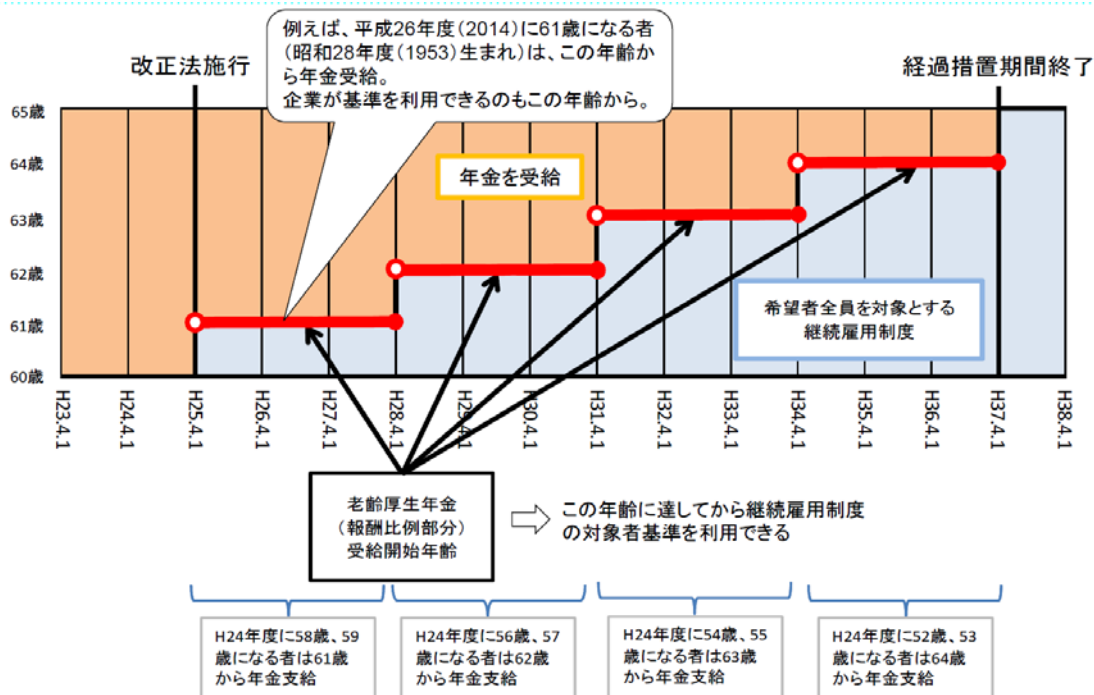 例えば、平成26年度(2014)に61歳になる者
(昭和28年度(1953)生まれ)は、この年齢か
ら年金受給。
企業が基準を利用できるのもこの年齢から。
改正法施行
経過措置期間終了
65歳
64歳
63歳
62歳
61歳
60歳
年金を受給
希望者全員を対象とする
継続雇用制度
H23.4.1
H24.4.1
H25.4.1
H26.4.1
H27.4.1
H28.4.1
H29.4.1
H30.4.1
H31.4.1
H32.4.1
H33.4.1
H34.4.1
H35.4.1
H36.4.1
H37.4.1
H38.4.1
老齢厚生年金
(報酬比例部分)
受給開始年齢
この年齢に達してから継続雇用制度
の対象者基準を利用できる
H24年度に58歳、59
歳になる者は61歳
から年金支給
H24年度に56歳、57
歳になる者は62歳
から年金支給
H24年度に54歳、55
歳になる者は63歳
から年金支給
H24年度に52歳、53
歳になる者は64歳
から年金支給